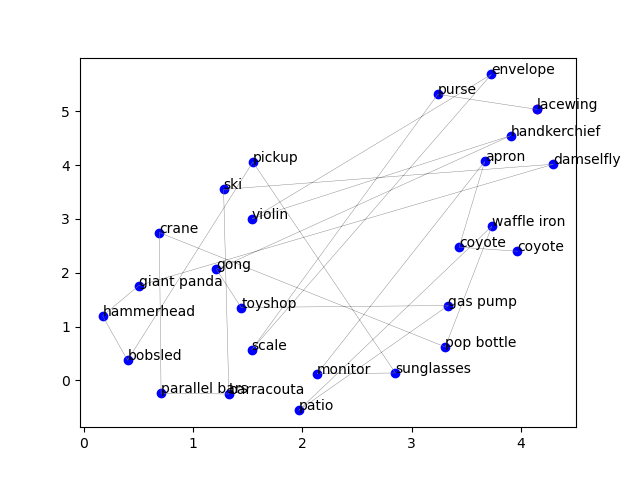 envelope
purse
lacewing
handkerchief
apron
damselfly
pickup
ski
violin
waffle iron
crane
coyote
coyote
gong
giant panda
toyshop
gas pump
hammerhead
scale
pop bottle
bobsled
monitor
sunglasses
parallel bars
barracouta
patio
5
4
3
2
1
0
0 1 2 3 4